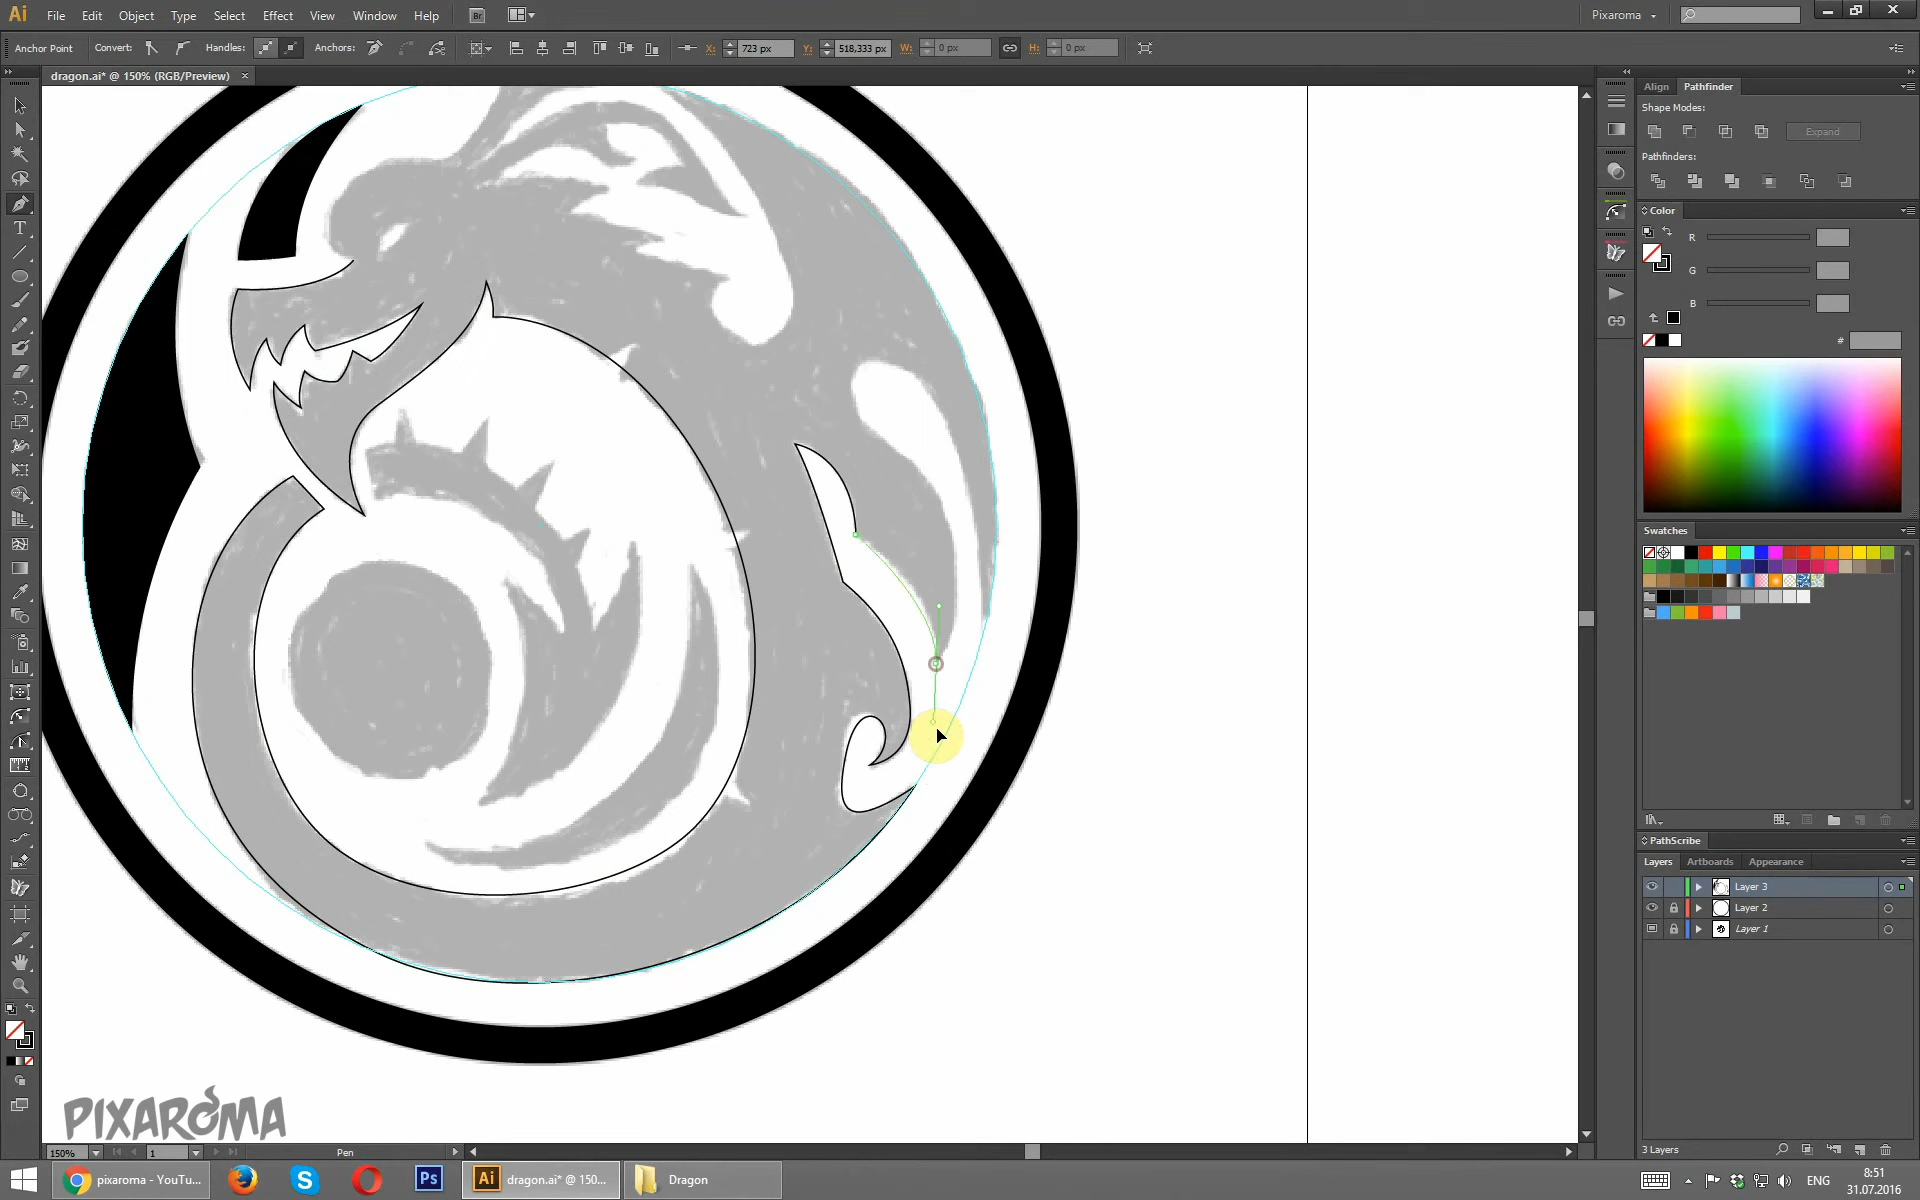 Ai File Edit Object Type Select Effect View Window Help Br Pixaroma
Anchor Point Convert: Handles: Anchors: X: 723 px Y: 518,333 px W: 0 px H: 0 px
dragon.ai* @ 150% (RGB/Preview) ×
Align Pathfinder
Shape Modes:
Expand
Pathfinders:
Color
R
G
B
#
Swatches
PathScribe
Layers Artboards Appearance
Layer 3
Layer 2
Layer 1
3 Layers
PIXAROMA
150% 1 Pen
pixaroma - YouTu... Ps Ai dragon.ai* @ 150... Dragon ENG 8:51
31.07.2016